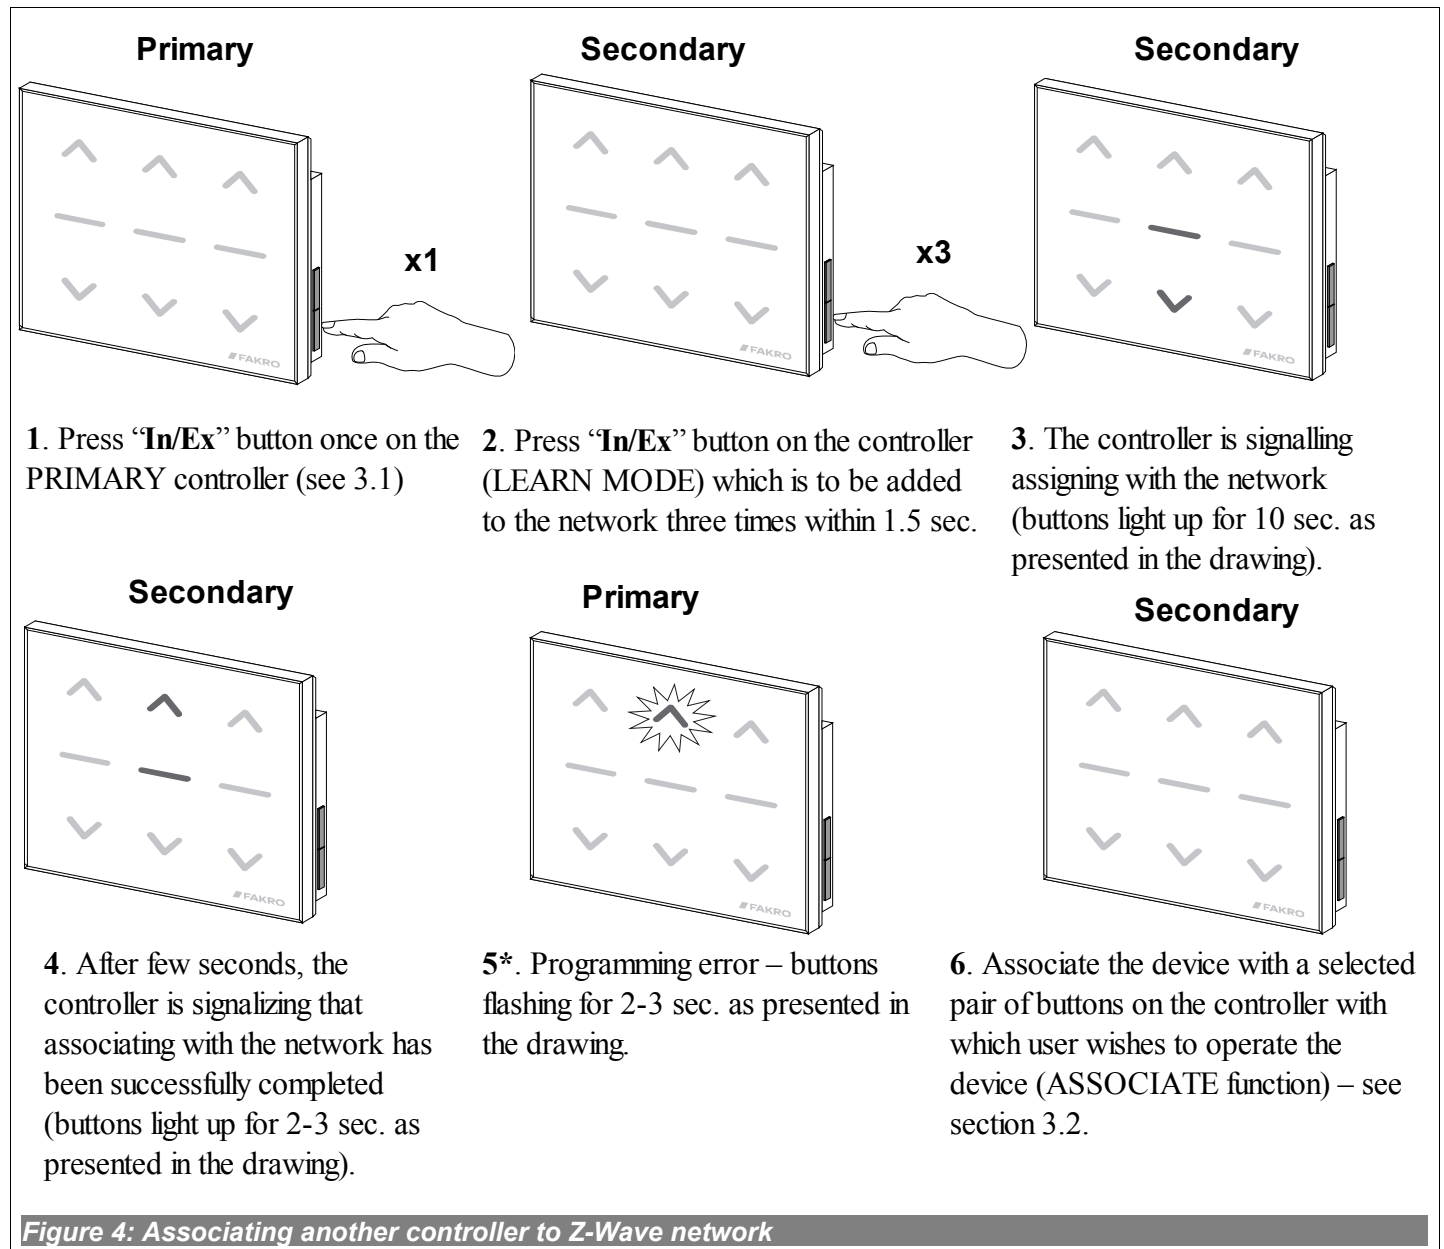 Primary
Secondary
Secondary
x1
x3
FAKRO
FAKRO
FAKRO
1. Press “In/Ex” button once on the
PRIMARY controller (see 3.1)
2. Press “In/Ex” button on the controller
(LEARN MODE) which is to be added
to the network three times within 1.5 sec.
3. The controller is signalling
assigning with the network
(buttons light up for 10 sec. as
presented in the drawing).
Secondary
Primary
Secondary
FAKRO
FAKRO
FAKRO
4. After few seconds, the
controller is signalizing that
associating with the network has
been successfully completed
(buttons light up for 2-3 sec. as
presented in the drawing).
5*. Programming error – buttons
flashing for 2-3 sec. as presented in
the drawing.
6. Associate the device with a selected
pair of buttons on the controller with
which user wishes to operate the
device (ASSOCIATE function) – see
section 3.2.
Figure 4: Associating another controller to Z-Wave network